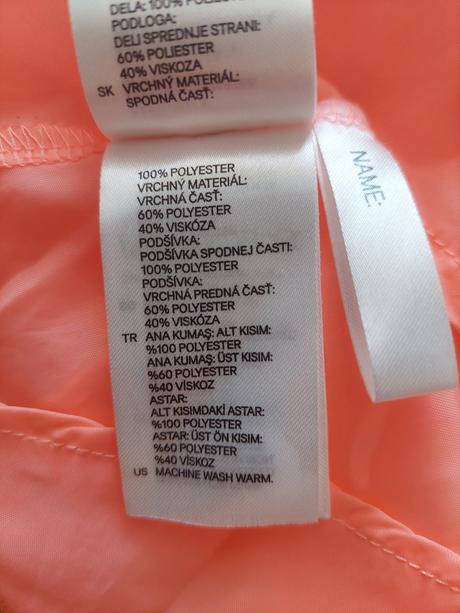 DELA: 100% POLIESTER
PODLOGA:
DELI SPREDNJE STRANI:
60% POLIESTER
40% VISKOZA
SK VRCHNÝ MATERIÁL:
SPODNÁ ČASŤ:
100% POLYESTER
VRCHNÝ MATERIÁL:
VRCHNÁ ČASŤ:
60% POLYESTER
40% VISKÓZA
PODŠÍVKA:
PODŠÍVKA SPODNEJ ČASTI:
100% POLYESTER
PODŠÍVKA:
VRCHNÁ PREDNÁ ČASŤ:
60% POLYESTER
40% VISKÓZA
TR ANA KUMAŞ: ALT KISIM:
%100 POLYESTER
ANA KUMAŞ: ÜST KISIM:
%60 POLYESTER
%40 VİSKOZ
ASTAR:
ALT KISIMDAKİ ASTAR:
%100 POLYESTER
ASTAR: ÜST ÖN KISIM:
%60 POLYESTER
%40 VİSKOZ
US MACHINE WASH WARM.
NAME: